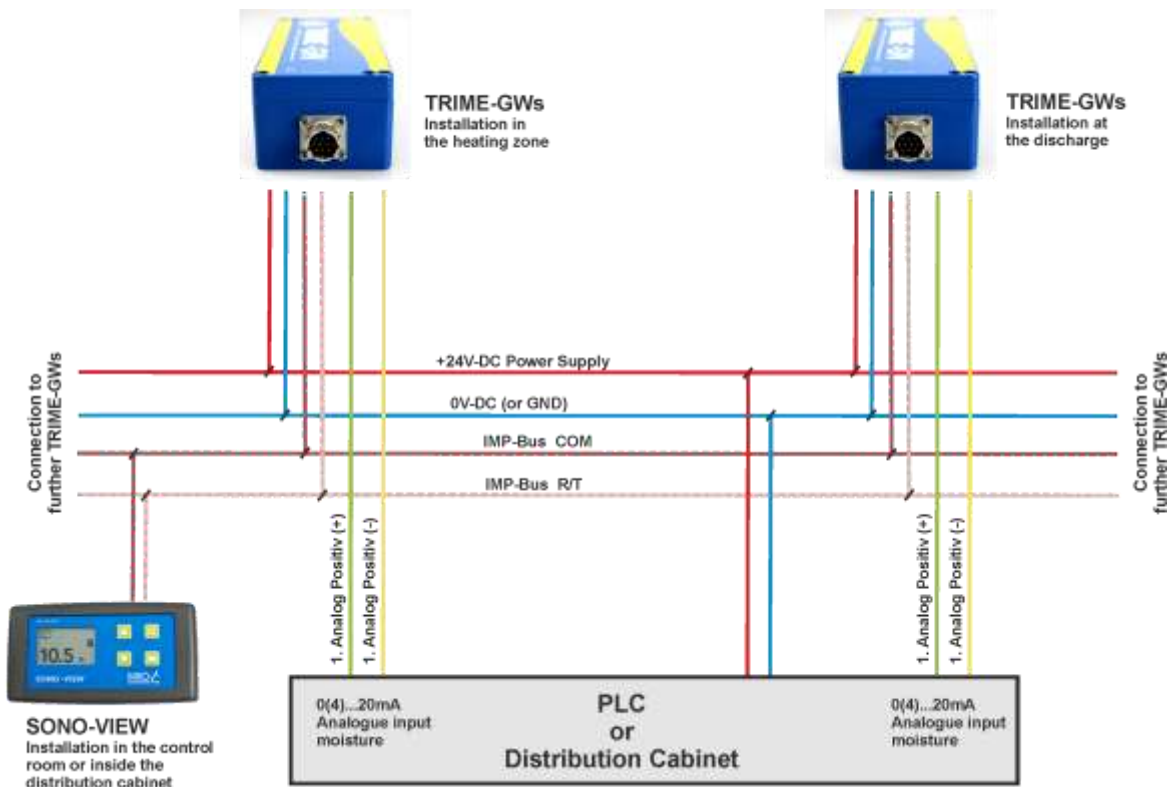 TRIME-GWs
Installation in
the heating zone
TRIME-GWs
Installation at
the discharge
Connection to
further TRIME-GWs
+24V-DC Power Supply
0V-DC (or GND)
IMP-Bus COM
IMP-Bus R/T
Connection to
further TRIME-GWs
1. Analog Positiv (+)
1. Analog Positiv (-)
1. Analog Positiv (+)
1. Analog Positiv (-)
10.5
SONO-VIEW
SONO-VIEW
Installation in the control
room or inside the
distribution cabinet
0(4)...20mA
Analogue input
moisture
PLC
or
Distribution Cabinet
0(4)...20mA
Analogue input
moisture